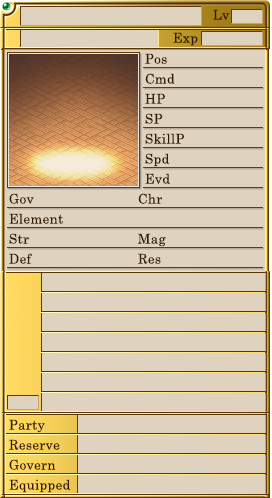 Lv
Exp
Pos
Cmd
HP
SP
SkillP
Spd
Evd
Gov Chr
Element
Str Mag
Def Res
Party
Reserve
Govern
Equipped